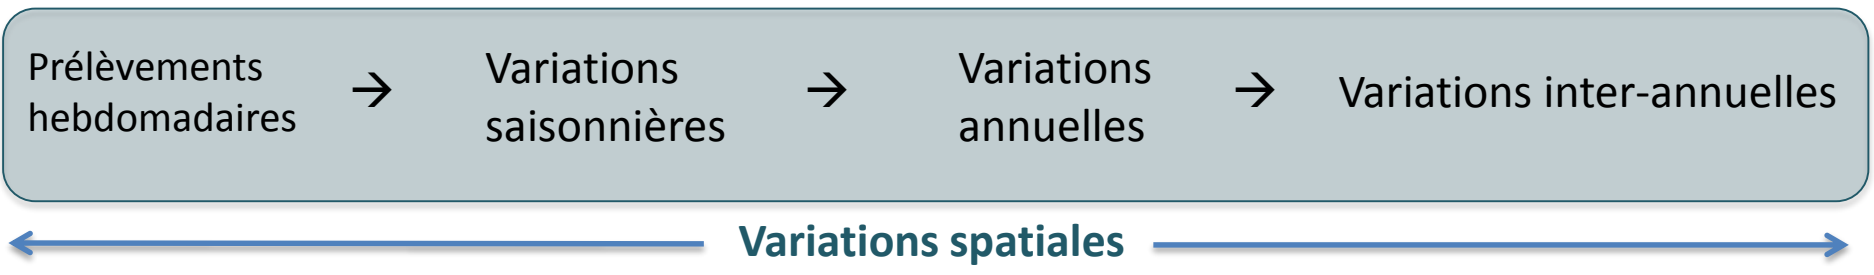 Prélèvements
hebdomadaires
→
Variations
saisonnières
→
Variations
annuelles
→
Variations inter-annuelles
Variations spatiales